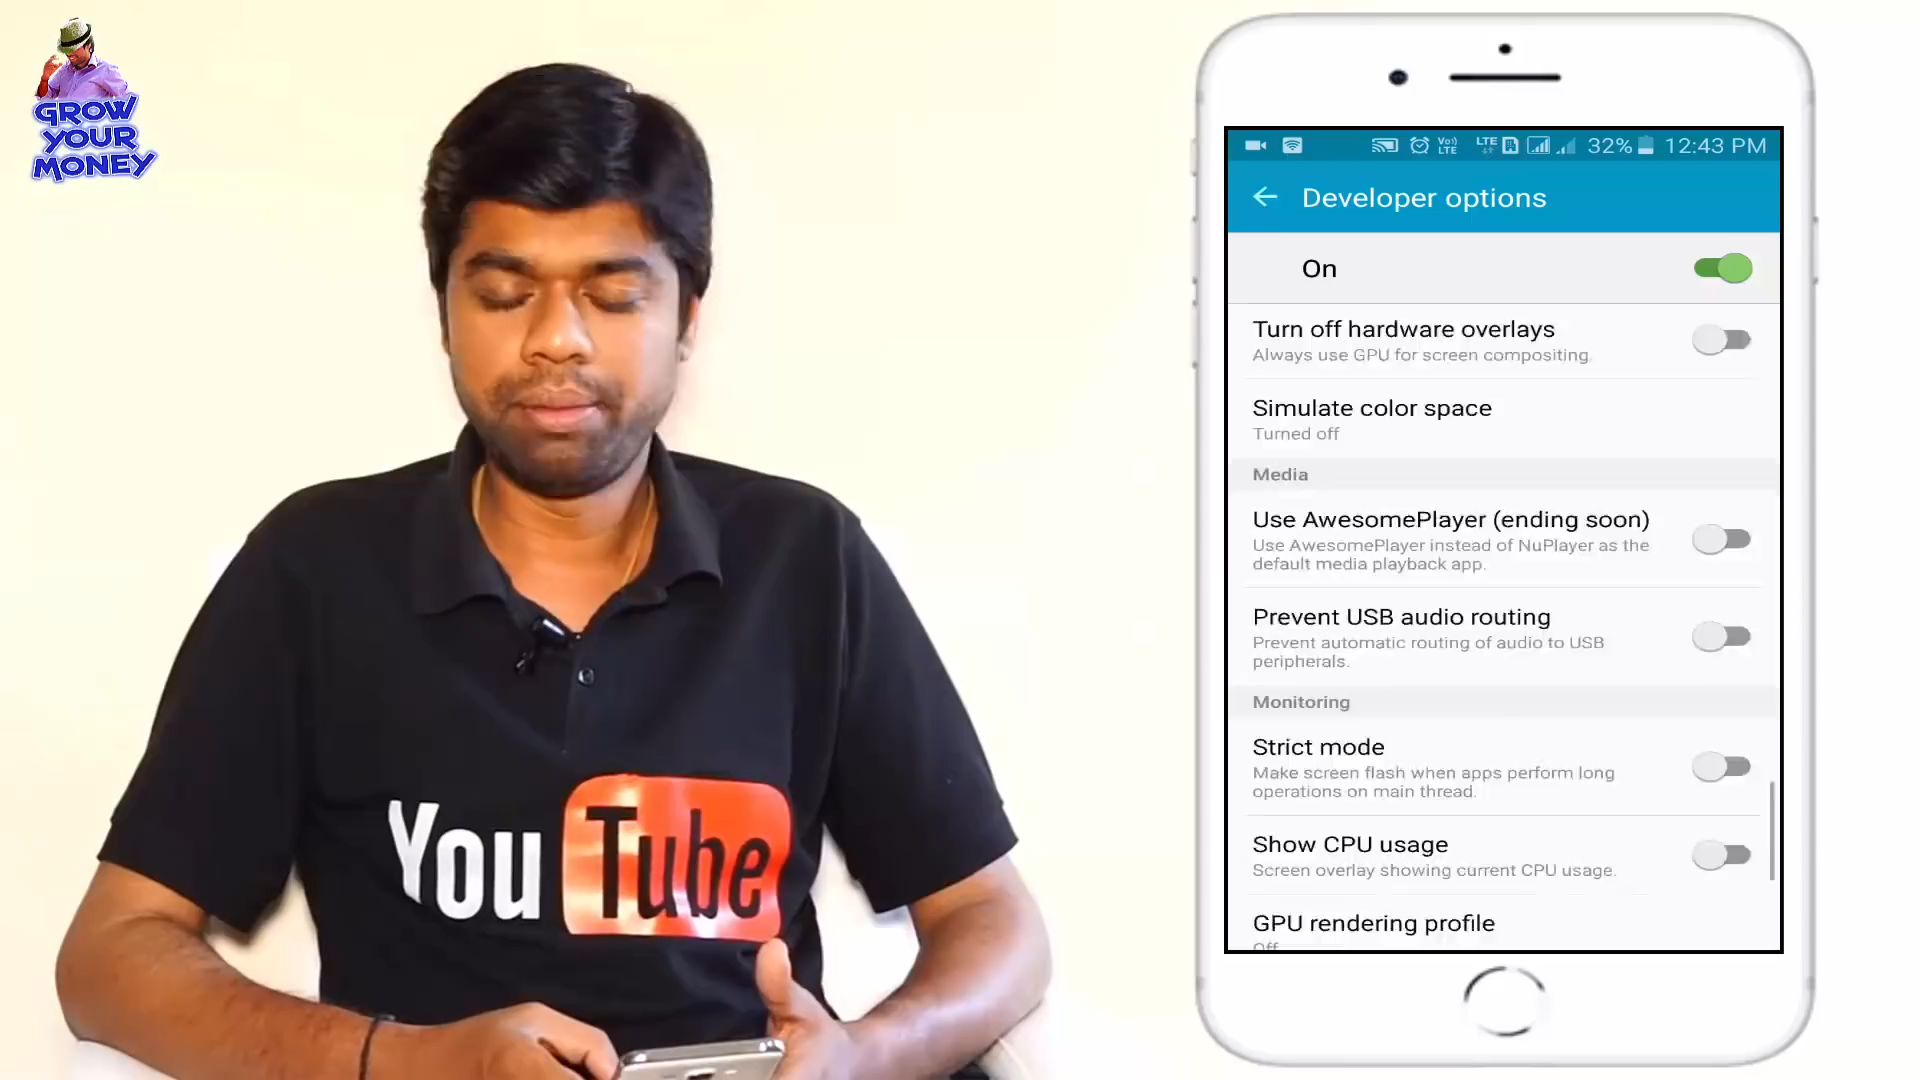 GROW
YOUR
MONEY
You Tube
Vo))
LTE
LTE
32%
12:43 PM
Developer options
On
Turn off hardware overlays
Always use GPU for screen compositing.
Simulate color space
Turned off
Media
Use AwesomePlayer (ending soon)
Use AwesomePlayer instead of NuPlayer as the
default media playback app.
Prevent USB audio routing
Prevent automatic routing of audio to USB
peripherals.
Monitoring
Strict mode
Make screen flash when apps perform long
operations on main thread.
Show CPU usage
Screen overlay showing current CPU usage.
GPU rendering profile
Off